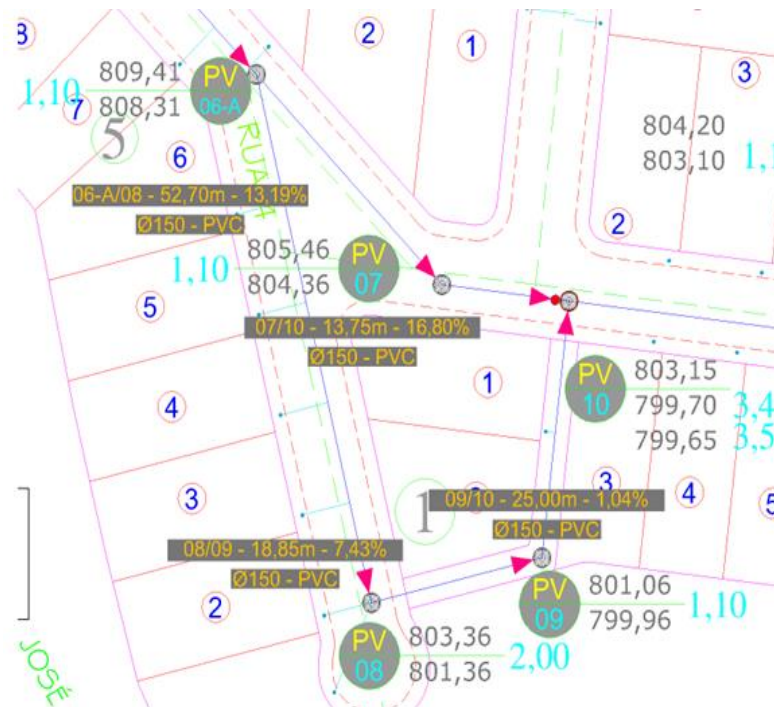 8
2
1
3
809,41
808,31
1,10
PV
06-A
7
5
6
RUA
804,20
803,10
06-A/08 - 52,70m - 13,19%
Ø150 - PVC
2
805,46
804,36
1,10
PV
07
5
07/10 - 13,75m - 16,80%
Ø150 - PVC
1
PV
10
803,15
799,70
799,65
4
3
1
09/10 - 25,00m - 1,04%
Ø150 - PVC
3
4
5
08/09 - 18,85m - 7,43%
Ø150 - PVC
2
PV
09
801,06
799,96
1,10
PV
08
803,36
801,36
2,00
JOSÉ